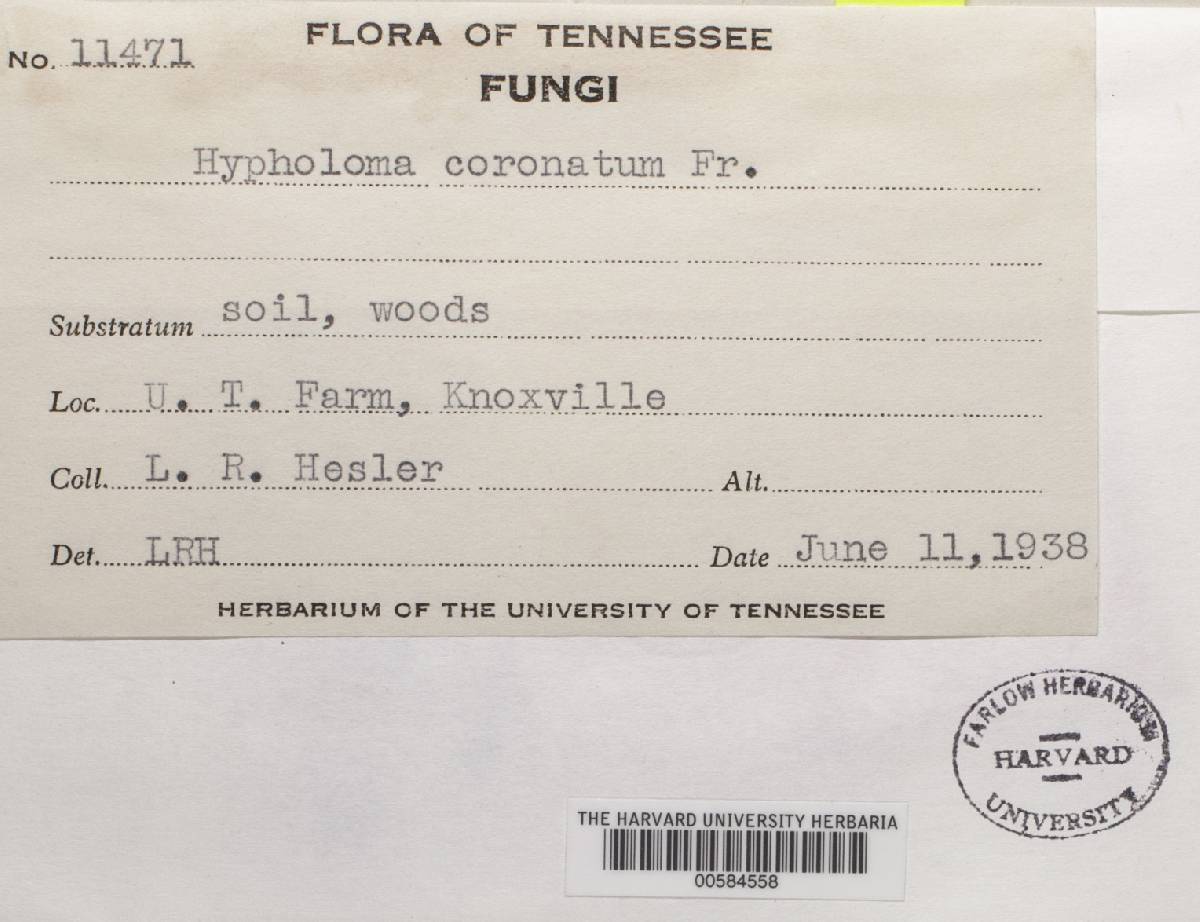 FLORA OF TENNESSEE
No. 11471
FUNGI
Hypholoma coronatum Fr.
Substratum soil, woods
Loc. U. T. Farm, Knoxville
Coll. L. R. Hesler Alt.
Det. LRH Date June 11, 1938
HERBARIUM OF THE UNIVERSITY OF TENNESSEE
FARLOW HERBARIUM
HARVARD
UNIVERSITY
THE HARVARD UNIVERSITY HERBARIA
00584558